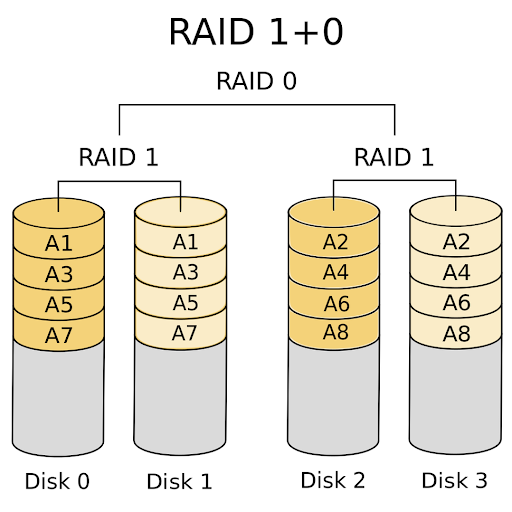 RAID 1+0
RAID 0
RAID 1 RAID 1
A1 A1 A2 A2
A3 A3 A4 A4
A5 A5 A6 A6
A7 A7 A8 A8
Disk 0 Disk 1 Disk 2 Disk 3